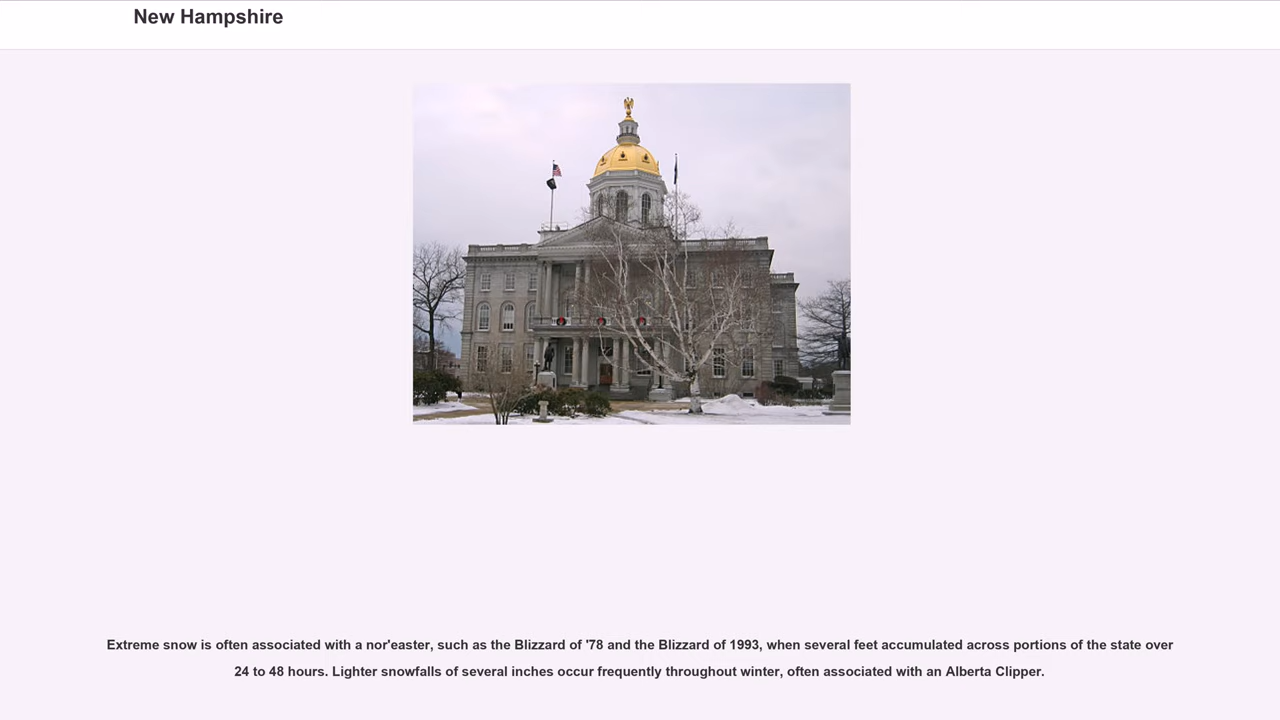 New Hampshire
Extreme snow is often associated with a nor'easter, such as the Blizzard of '78 and the Blizzard of 1993, when several feet accumulated across portions of the state over
24 to 48 hours. Lighter snowfalls of several inches occur frequently throughout winter, often associated with an Alberta Clipper.